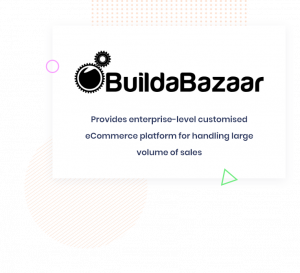 BuildaBazaar
Provides enterprise-level customised
eCommerce platform for handling large
volume of sales